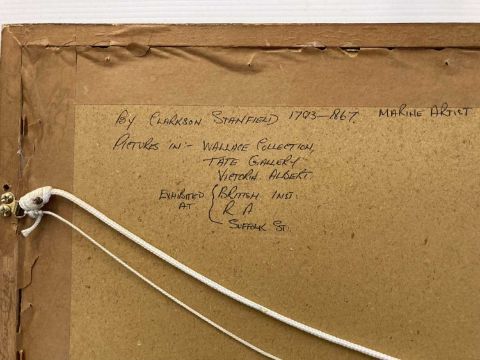 By CLARKSON STANFIELD 1793-1867. MARINE ARTIST
PICTURES IN:- WALLACE COLLECTION,
TATE GALLERY
VICTORIA ALBERT.
EXHIBITED AT { BRITISH INST.
R A
SUFFOLK ST.